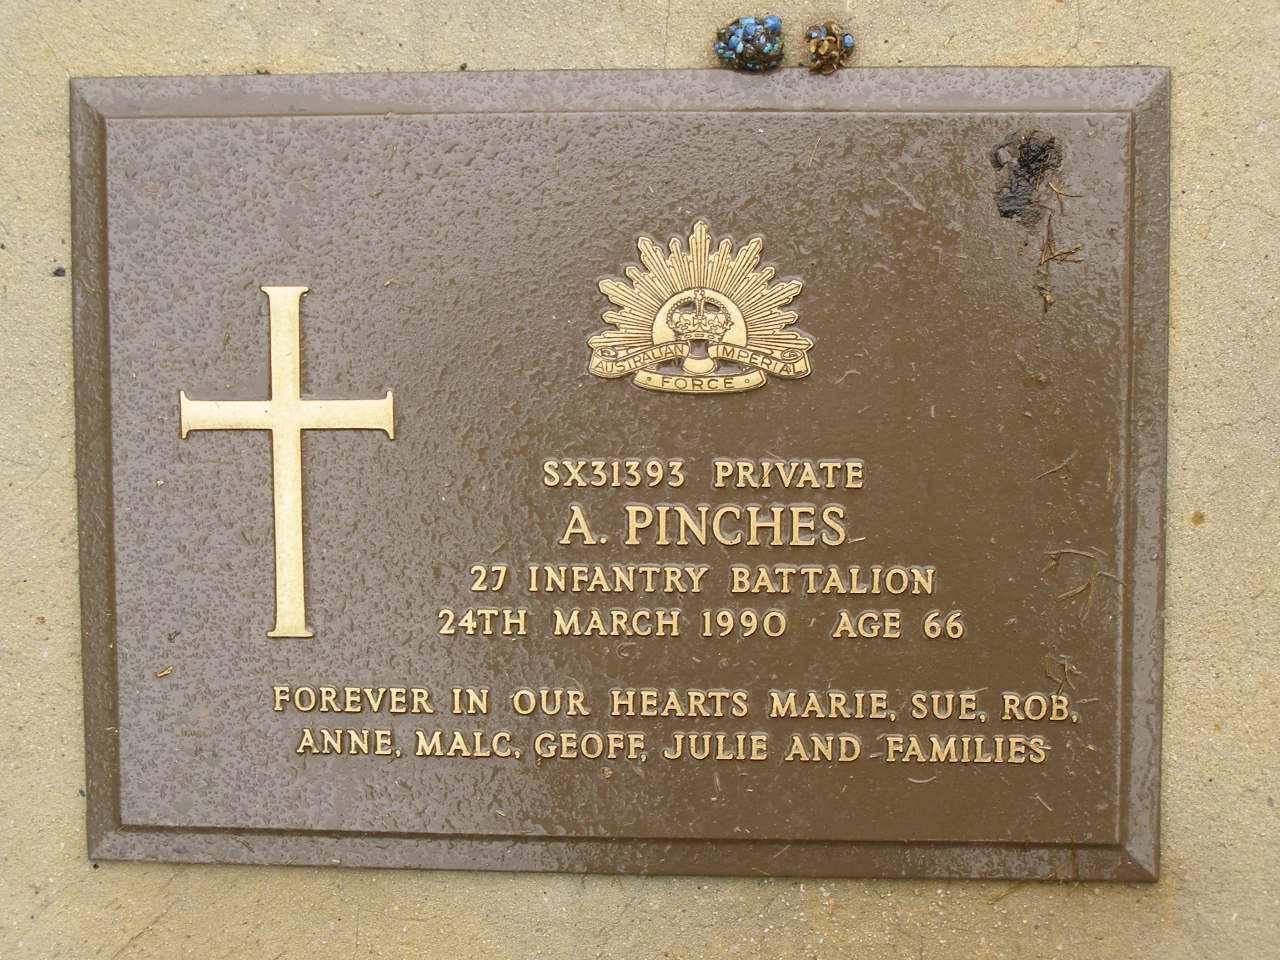 AUSTRALIAN IMPERIAL
FORCE
SX31393 PRIVATE
A. PINCHES
27 INFANTRY BATTALION
24TH MARCH 1990 AGE 66
FOREVER IN OUR HEARTS MARIE, SUE, ROB,
ANNE, MALC, GEOFF, JULIE AND FAMILIES